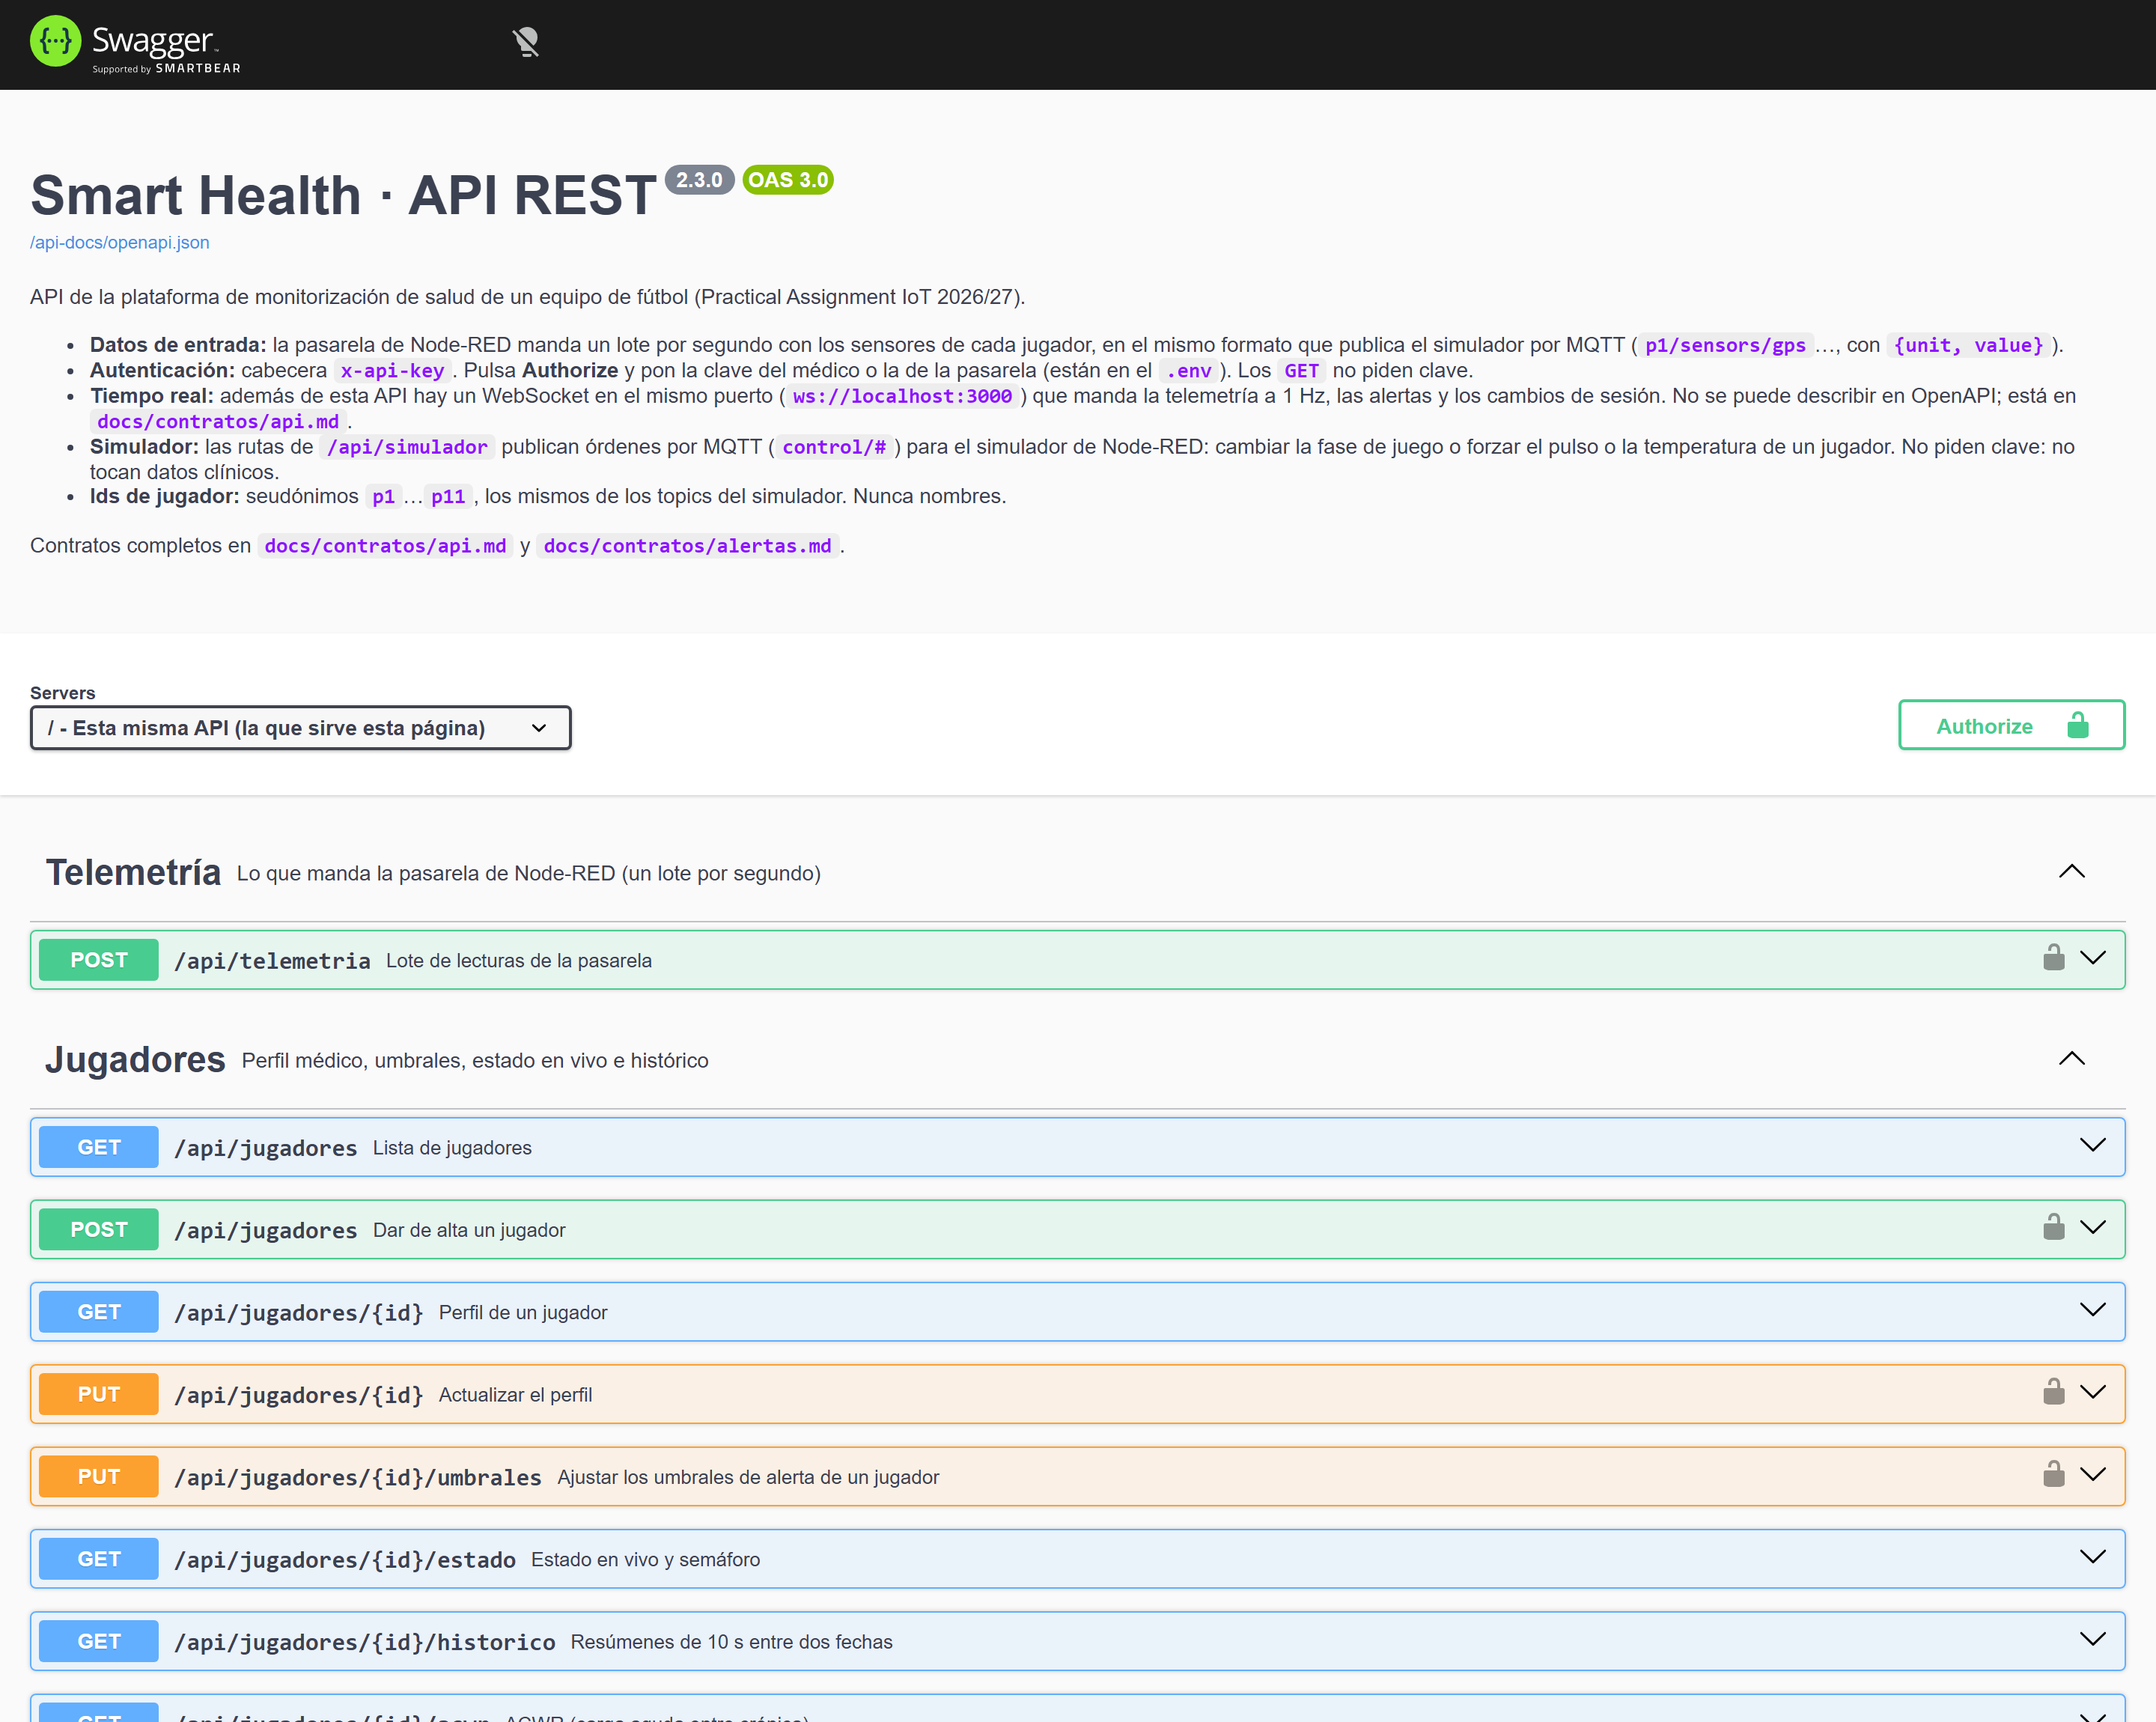 Swagger
Supported by SMARTBEAR
Smart Health · API REST 2.3.0 OAS 3.0
/api-docs/openapi.json
API de la plataforma de monitorización de salud de un equipo de fútbol (Practical Assignment IoT 2026/27).
Datos de entrada: la pasarela de Node-RED manda un lote por segundo con los sensores de cada jugador, en el mismo formato que publica el simulador por MQTT ( p1/sensors/gps …, con {unit, value} ).
Autenticación: cabecera x-api-key . Pulsa Authorize y pon la clave del médico o la de la pasarela (están en el .env ). Los GET no piden clave.
Tiempo real: además de esta API hay un WebSocket en el mismo puerto ( ws://localhost:3000 ) que manda la telemetría a 1 Hz, las alertas y los cambios de sesión. No se puede describir en OpenAPI; está en
docs/contratos/api.md .
Simulador: las rutas de /api/simulador publican órdenes por MQTT ( control/# ) para el simulador de Node-RED: cambiar la fase de juego o forzar el pulso o la temperatura de un jugador. No piden clave: no
tocan datos clínicos.
Ids de jugador: seudónimos p1 … p11 , los mismos de los topics del simulador. Nunca nombres.
Contratos completos en docs/contratos/api.md y docs/contratos/alertas.md .
Servers
/ - Esta misma API (la que sirve esta página)
Authorize
Telemetría Lo que manda la pasarela de Node-RED (un lote por segundo)
POST /api/telemetria Lote de lecturas de la pasarela
Jugadores Perfil médico, umbrales, estado en vivo e histórico
GET /api/jugadores Lista de jugadores
POST /api/jugadores Dar de alta un jugador
GET /api/jugadores/{id} Perfil de un jugador
PUT /api/jugadores/{id} Actualizar el perfil
PUT /api/jugadores/{id}/umbrales Ajustar los umbrales de alerta de un jugador
GET /api/jugadores/{id}/estado Estado en vivo y semáforo
GET /api/jugadores/{id}/historico Resúmenes de 10 s entre dos fechas
GET /api/jugadores/{id}/acwr ACWR (carga aguda entre crónica)